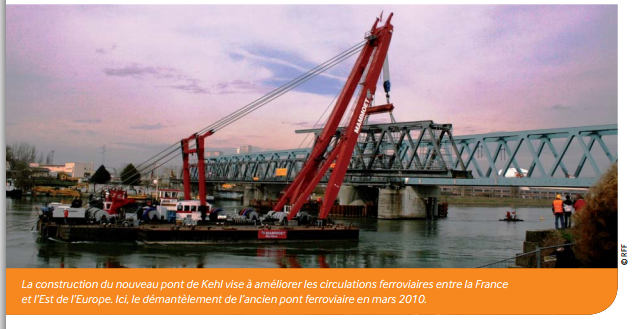 MAMMOET
MAMMOET
© RFF
La construction du nouveau pont de Kehl vise à améliorer les circulations ferroviaires entre la France
et l'Est de l'Europe. Ici, le démantèlement de l'ancien pont ferroviaire en mars 2010.